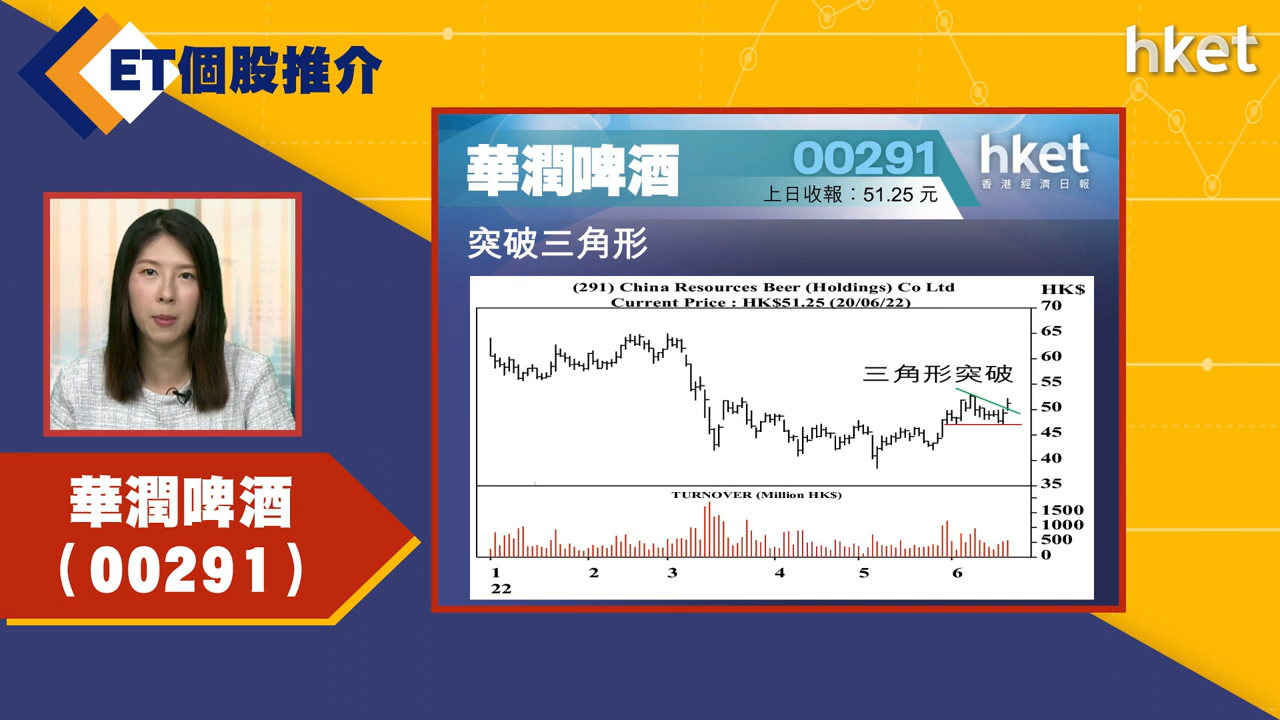 ET個股推介
hket
華潤啤酒
00291
hket
香港經濟日報
上日收報：51.25 元
突破三角形
(291) China Resources Beer (Holdings) Co Ltd
Current Price : HK$51.25 (20/06/22)
HK$
70
65
60
55
50
45
40
35
三角形突破
TURNOVER (Million HK$)
1500
1000
500
0
1 2 3 4 5 6
22
華潤啤酒
（00291）